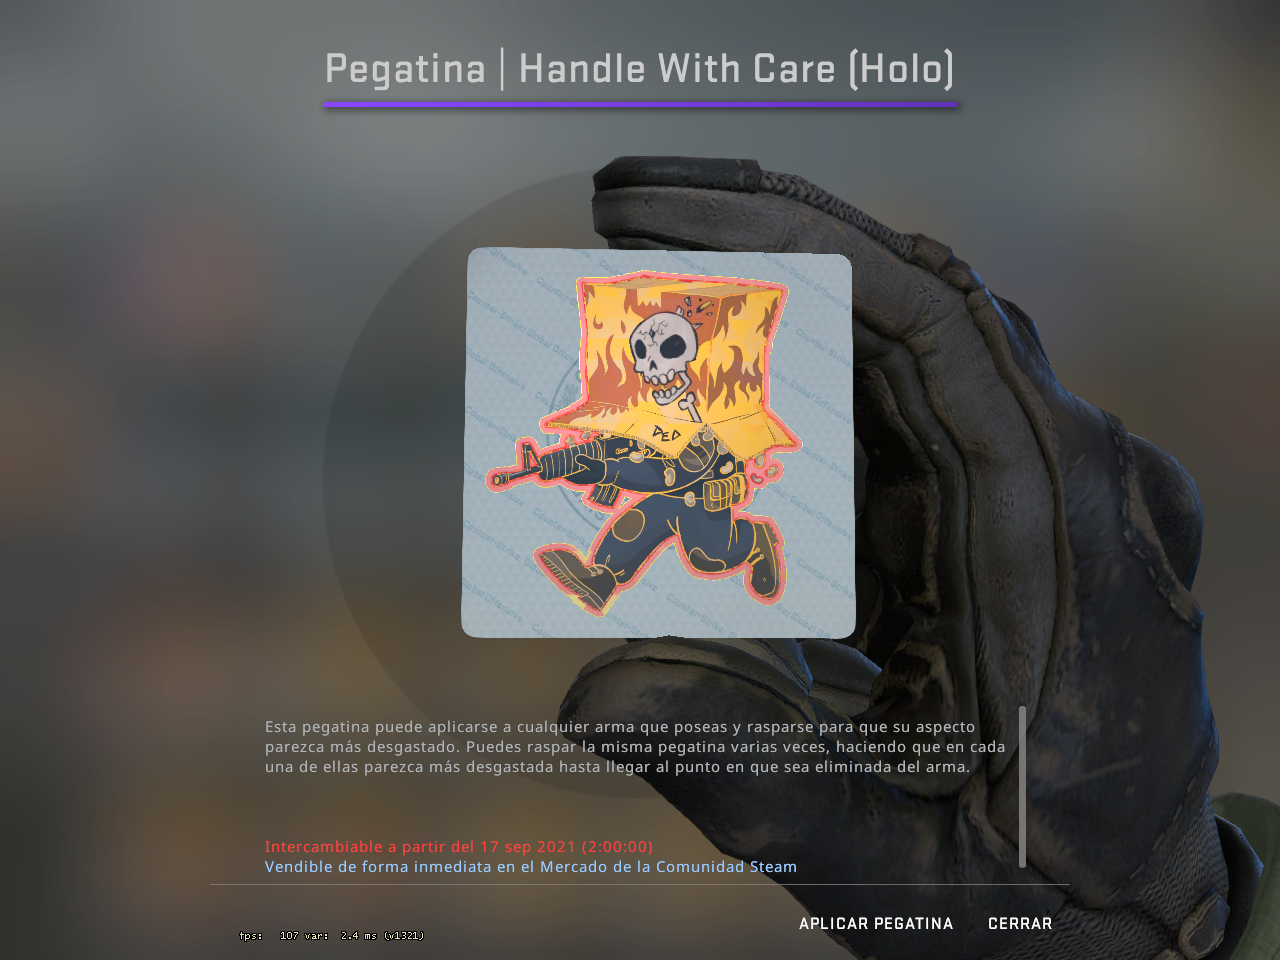 Pegatina | Handle With Care (Holo)
DED
Esta pegatina puede aplicarse a cualquier arma que poseas y rasparse para que su aspecto
parezca más desgastado. Puedes raspar la misma pegatina varias veces, haciendo que en cada
una de ellas parezca más desgastada hasta llegar al punto en que sea eliminada del arma.
Intercambiable a partir del 17 sep 2021 (2:00:00)
Vendible de forma inmediata en el Mercado de la Comunidad Steam
APLICAR PEGATINA CERRAR
fps: 107 var: 2.4 ms (v1321)